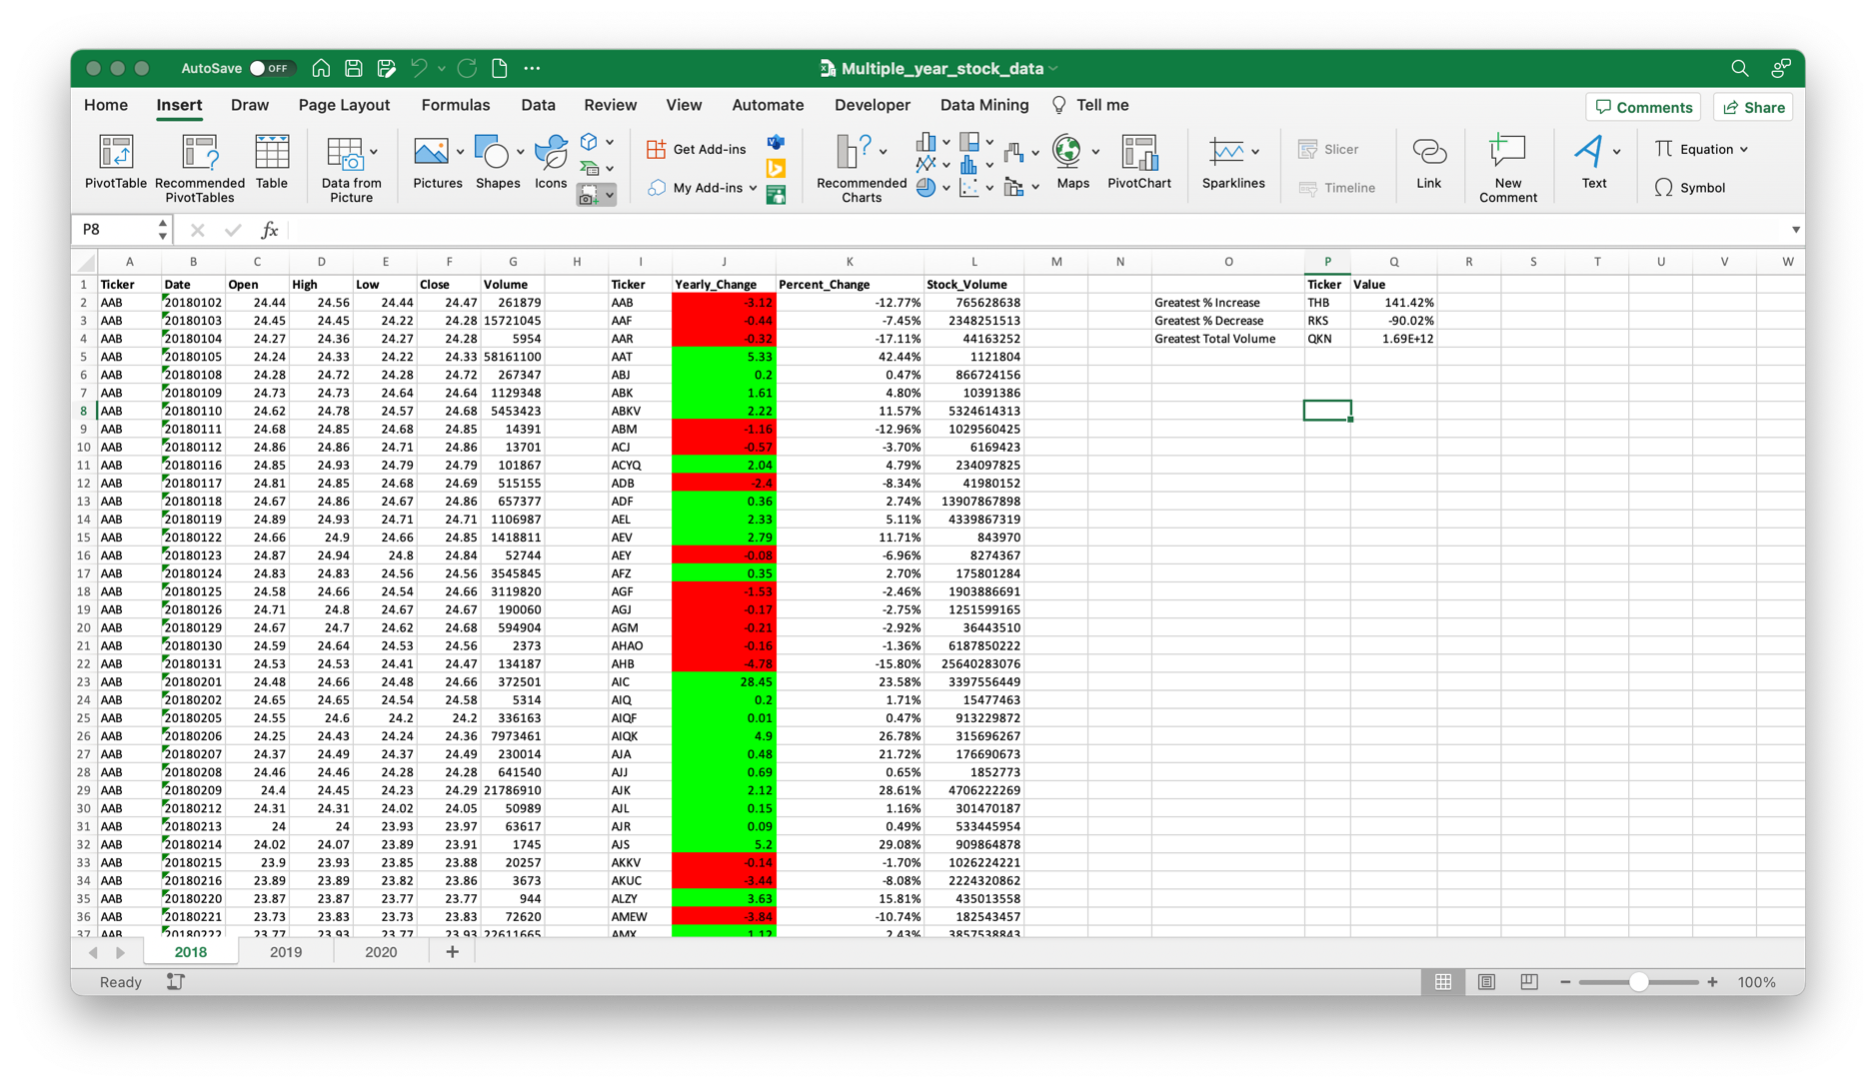 AutoSave OFF Multiple_year_stock_data
Home Insert Draw Page Layout Formulas Data Review View Automate Developer Data Mining Tell me Comments Share
PivotTable Recommended PivotTables Table Data from Picture Pictures Shapes Icons Get Add-ins My Add-ins Recommended Charts Maps PivotChart Sparklines Slicer Timeline Link New Comment Text Equation Symbol
P8 fx
A B C D E F G H I J K L M N O P Q R S T U V W
1 Ticker Date Open High Low Close Volume Ticker Yearly_Change Percent_Change Stock_Volume Ticker Value
2 AAB 20180102 24.44 24.56 24.44 24.47 261879 AAB -3.12 -12.77% 765628638 Greatest % Increase THB 141.42%
3 AAB 20180103 24.45 24.45 24.22 24.28 15721045 AAF -0.44 -7.45% 2348251513 Greatest % Decrease RKS -90.02%
4 AAB 20180104 24.27 24.36 24.27 24.28 5954 AAR -0.32 -17.11% 44163252 Greatest Total Volume QKN 1.69E+12
5 AAB 20180105 24.24 24.33 24.22 24.33 58161100 AAT 5.33 42.44% 1121804
6 AAB 20180108 24.28 24.72 24.28 24.72 267347 ABJ 0.2 0.47% 866724156
7 AAB 20180109 24.73 24.73 24.64 24.64 1129348 ABK 1.61 4.80% 10391386
8 AAB 20180110 24.62 24.78 24.57 24.68 5453423 ABKV 2.22 11.57% 5324614313
9 AAB 20180111 24.68 24.85 24.68 24.85 14391 ABM -1.16 -12.96% 1029560425
10 AAB 20180112 24.86 24.86 24.71 24.86 13701 ACJ -0.57 -3.70% 6169423
11 AAB 20180116 24.85 24.93 24.79 24.79 101867 ACYQ 2.04 4.79% 234097825
12 AAB 20180117 24.81 24.85 24.68 24.69 515155 ADB -2.4 -8.34% 41980152
13 AAB 20180118 24.67 24.86 24.67 24.86 657377 ADF 0.36 2.74% 13907867898
14 AAB 20180119 24.89 24.93 24.71 24.71 1106987 AEL 2.33 5.11% 4339867319
15 AAB 20180122 24.66 24.9 24.66 24.85 1418811 AEV 2.79 11.71% 843970
16 AAB 20180123 24.87 24.94 24.8 24.84 52744 AEY -0.08 -6.96% 8274367
17 AAB 20180124 24.83 24.83 24.56 24.56 3545845 AFZ 0.35 2.70% 175801284
18 AAB 20180125 24.58 24.66 24.54 24.66 3119820 AGF -1.53 -2.46% 1903886691
19 AAB 20180126 24.71 24.8 24.67 24.67 190060 AGJ -0.17 -2.75% 1251599165
20 AAB 20180129 24.67 24.7 24.62 24.68 594904 AGM -0.21 -2.92% 36443510
21 AAB 20180130 24.59 24.64 24.53 24.56 2373 AHAO -0.16 -1.36% 6187850222
22 AAB 20180131 24.53 24.53 24.41 24.47 134187 AHB -4.78 -15.80% 25640283076
23 AAB 20180201 24.48 24.66 24.48 24.66 372501 AIC 28.45 23.58% 3397556449
24 AAB 20180202 24.65 24.65 24.54 24.58 5314 AIQ 0.2 1.71% 15477463
25 AAB 20180205 24.55 24.6 24.2 24.2 336163 AIQF 0.01 0.47% 913229872
26 AAB 20180206 24.25 24.43 24.24 24.36 7973461 AIQK 4.9 26.78% 315696267
27 AAB 20180207 24.37 24.49 24.37 24.49 230014 AJA 0.48 21.72% 176690673
28 AAB 20180208 24.46 24.46 24.28 24.28 641540 AJJ 0.69 0.65% 1852773
29 AAB 20180209 24.4 24.45 24.23 24.29 21786910 AJK 2.12 28.61% 4706222269
30 AAB 20180212 24.31 24.31 24.02 24.05 50989 AJL 0.15 1.16% 301470187
31 AAB 20180213 24 24 23.93 23.97 63617 AJR 0.09 0.49% 533445954
32 AAB 20180214 24.02 24.07 23.89 23.91 1745 AJS 5.2 29.08% 909864878
33 AAB 20180215 23.9 23.93 23.85 23.88 20257 AKKV -0.14 -1.70% 1026224221
34 AAB 20180216 23.89 23.89 23.82 23.86 3673 AKUC -3.44 -8.08% 2224320862
35 AAB 20180220 23.87 23.87 23.77 23.77 944 ALZY 3.63 15.81% 435013558
36 AAB 20180221 23.73 23.83 23.73 23.83 72620 AMEW -3.84 -10.74% 182543457
37 AAB 20180222 23.77 23.93 23.77 23.93 22611665 AMX 1.12 2.43% 3857538843
2018 2019 2020 +
Ready 100%